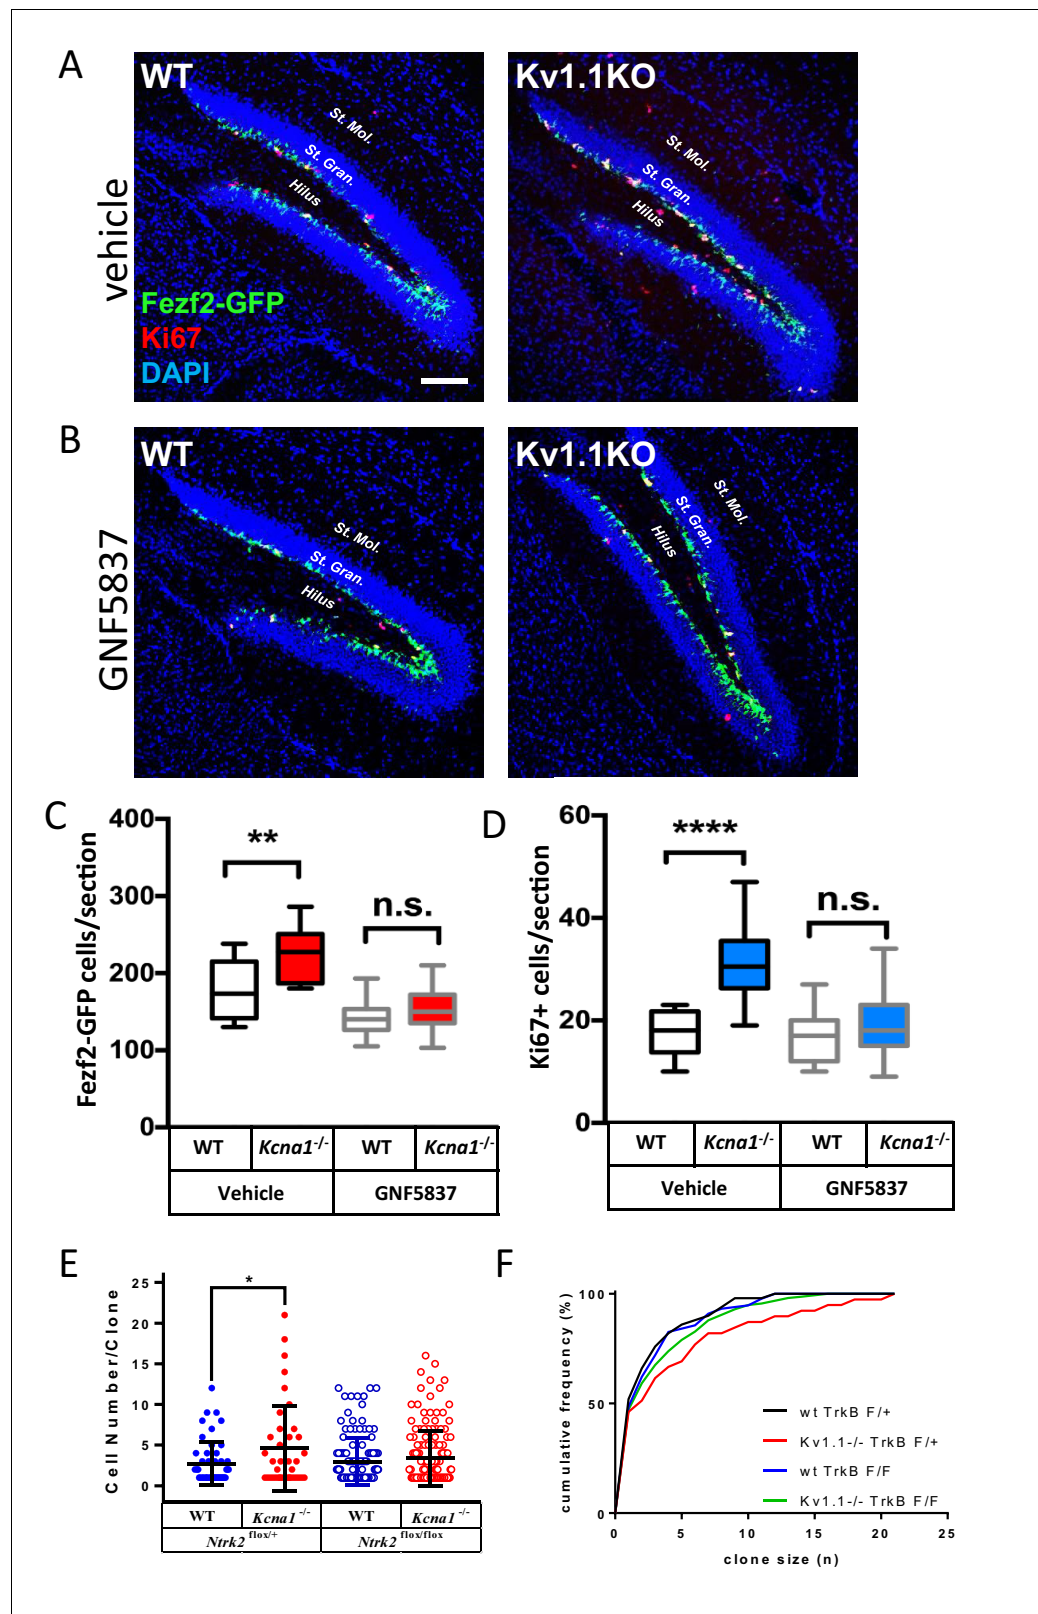 A
WT
Kv1.1KO
St. Mol.
St. Gran.
Hilus
St. Mol.
St. Gran.
Hilus
vehicle
Fezf2-GFP
Ki67
DAPI
B
WT
Kv1.1KO
St. Mol.
St. Gran.
Hilus
St. Mol.
St. Gran.
Hilus
GNF5837
C
400
300
200
100
0
Fezf2-GFP cells/section
**
n.s.
WT Kcna1-/- WT Kcna1-/-
Vehicle GNF5837
D
60
40
20
0
Ki67+ cells/section
****
n.s.
WT Kcna1-/- WT Kcna1-/-
Vehicle GNF5837
E
25
20
15
10
5
0
Cell Number/Clone
*
WT Kcna1-/- WT Kcna1-/-
Ntrk2flox/+ Ntrk2flox/flox
F
100
50
0
cumulative frequency (%)
wt TrkB F/+
Kv1.1-/- TrkB F/+
wt TrkB F/F
Kv1.1-/- TrkB F/F
0 5 10 15 20 25
clone size (n)